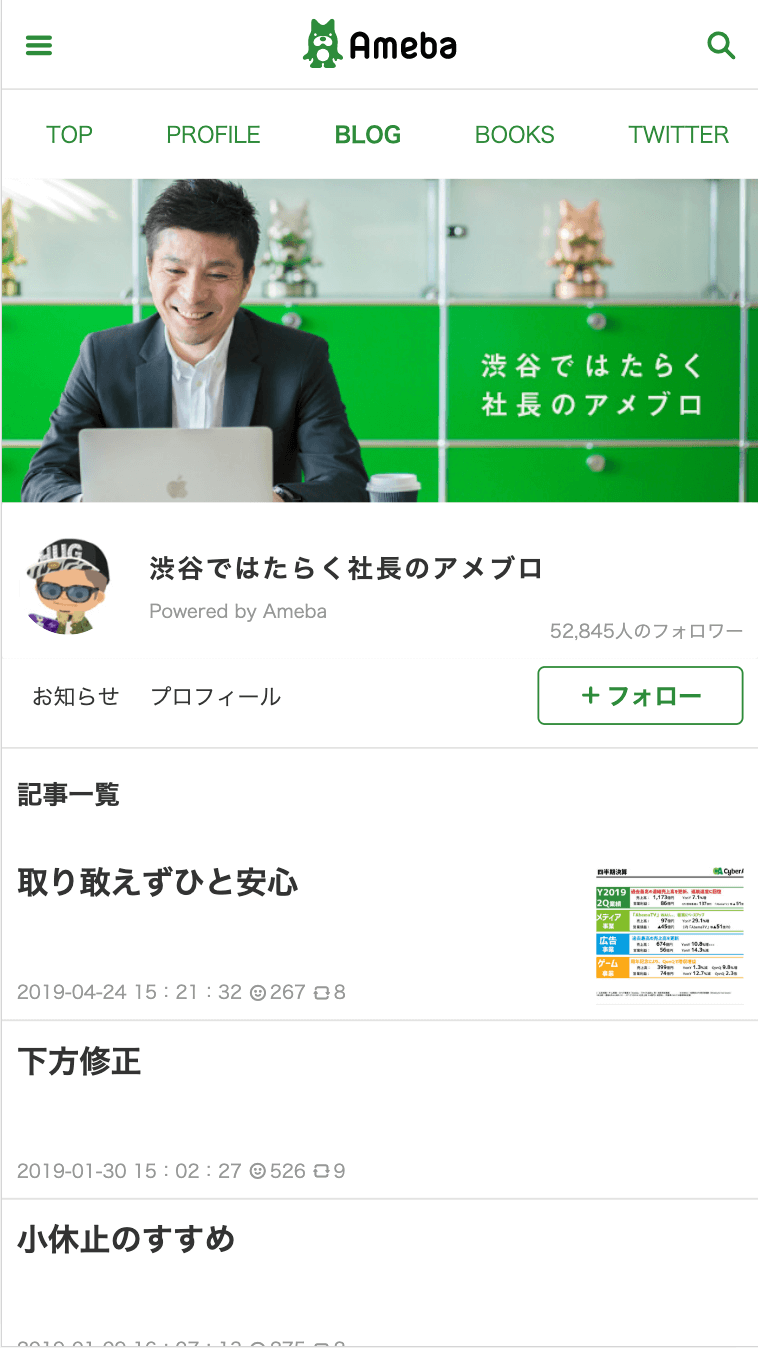 Ameba
TOP PROFILE BLOG BOOKS TWITTER
渋谷ではたらく
社長のアメブロ
HUG
渋谷ではたらく社長のアメブロ
Powered by Ameba
52,845人のフォロワー
お知らせ プロフィール
+ フォロー
記事一覧
取り敢えずひと安心
四半期決算
CyberA
Y2019
2Q業績
メディア
事業
広告
事業
ゲーム
事業
2019-04-24 15：21：32 267 8
下方修正
2019-01-30 15：02：27 526 9
小休止のすすめ